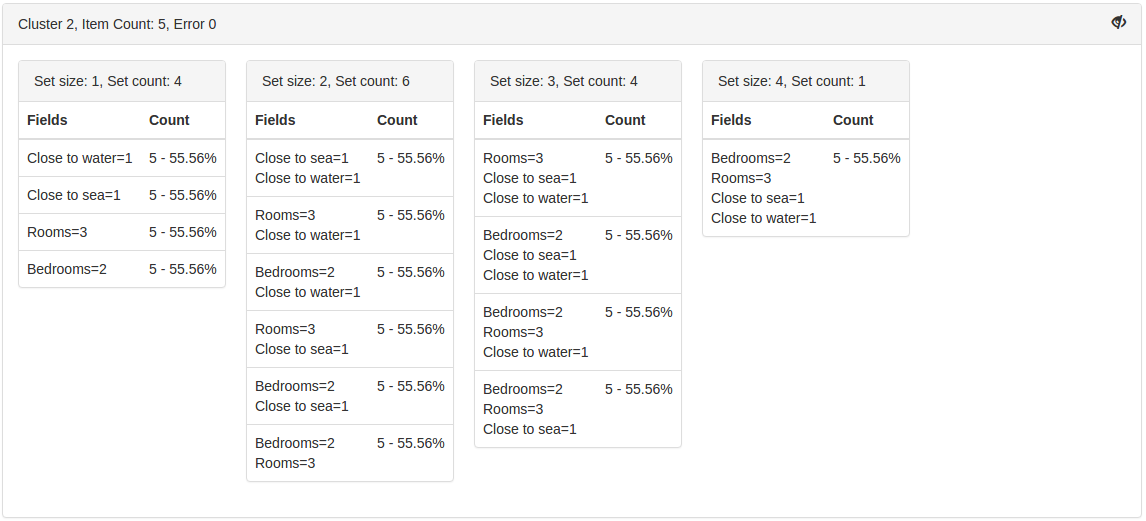 Cluster 2, Item Count: 5, Error 0
Set size: 1, Set count: 4
Fields Count
Close to water=1 5 - 55.56%
Close to sea=1 5 - 55.56%
Rooms=3 5 - 55.56%
Bedrooms=2 5 - 55.56%
Set size: 2, Set count: 6
Fields Count
Close to sea=1 5 - 55.56%
Close to water=1
Rooms=3 5 - 55.56%
Close to water=1
Bedrooms=2 5 - 55.56%
Close to water=1
Rooms=3 5 - 55.56%
Close to sea=1
Bedrooms=2 5 - 55.56%
Close to sea=1
Bedrooms=2 5 - 55.56%
Rooms=3
Set size: 3, Set count: 4
Fields Count
Rooms=3 5 - 55.56%
Close to sea=1
Close to water=1
Bedrooms=2 5 - 55.56%
Close to sea=1
Close to water=1
Bedrooms=2 5 - 55.56%
Rooms=3
Close to water=1
Bedrooms=2 5 - 55.56%
Rooms=3
Close to sea=1
Set size: 4, Set count: 1
Fields Count
Bedrooms=2 5 - 55.56%
Rooms=3
Close to sea=1
Close to water=1